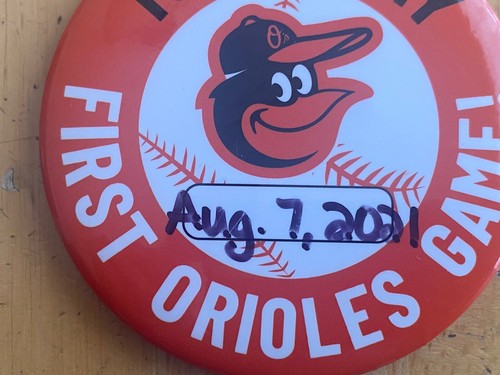 Aug. 7, 2021
FIRST ORIOLES GAME!